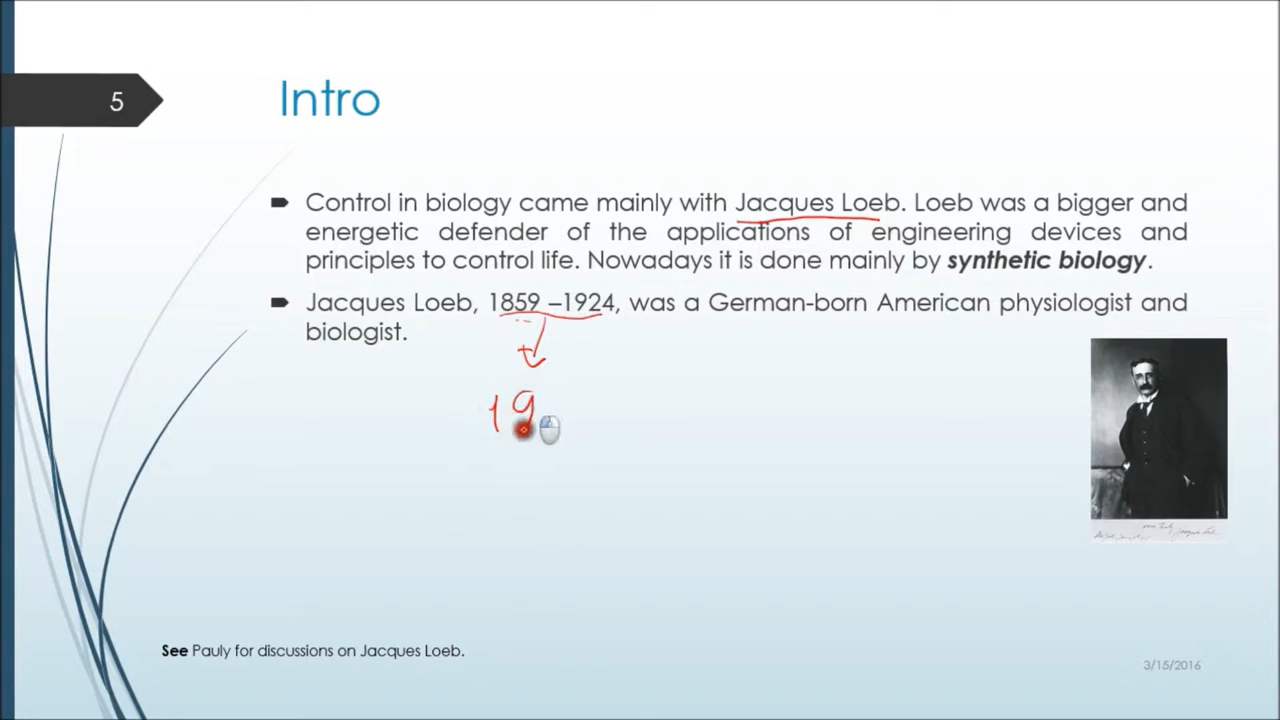 5
Intro
Control in biology came mainly with Jacques Loeb. Loeb was a bigger and
energetic defender of the applications of engineering devices and
principles to control life. Nowadays it is done mainly by synthetic biology.
Jacques Loeb, 1859 –1924, was a German-born American physiologist and
biologist.
19
See Pauly for discussions on Jacques Loeb.
3/15/2016